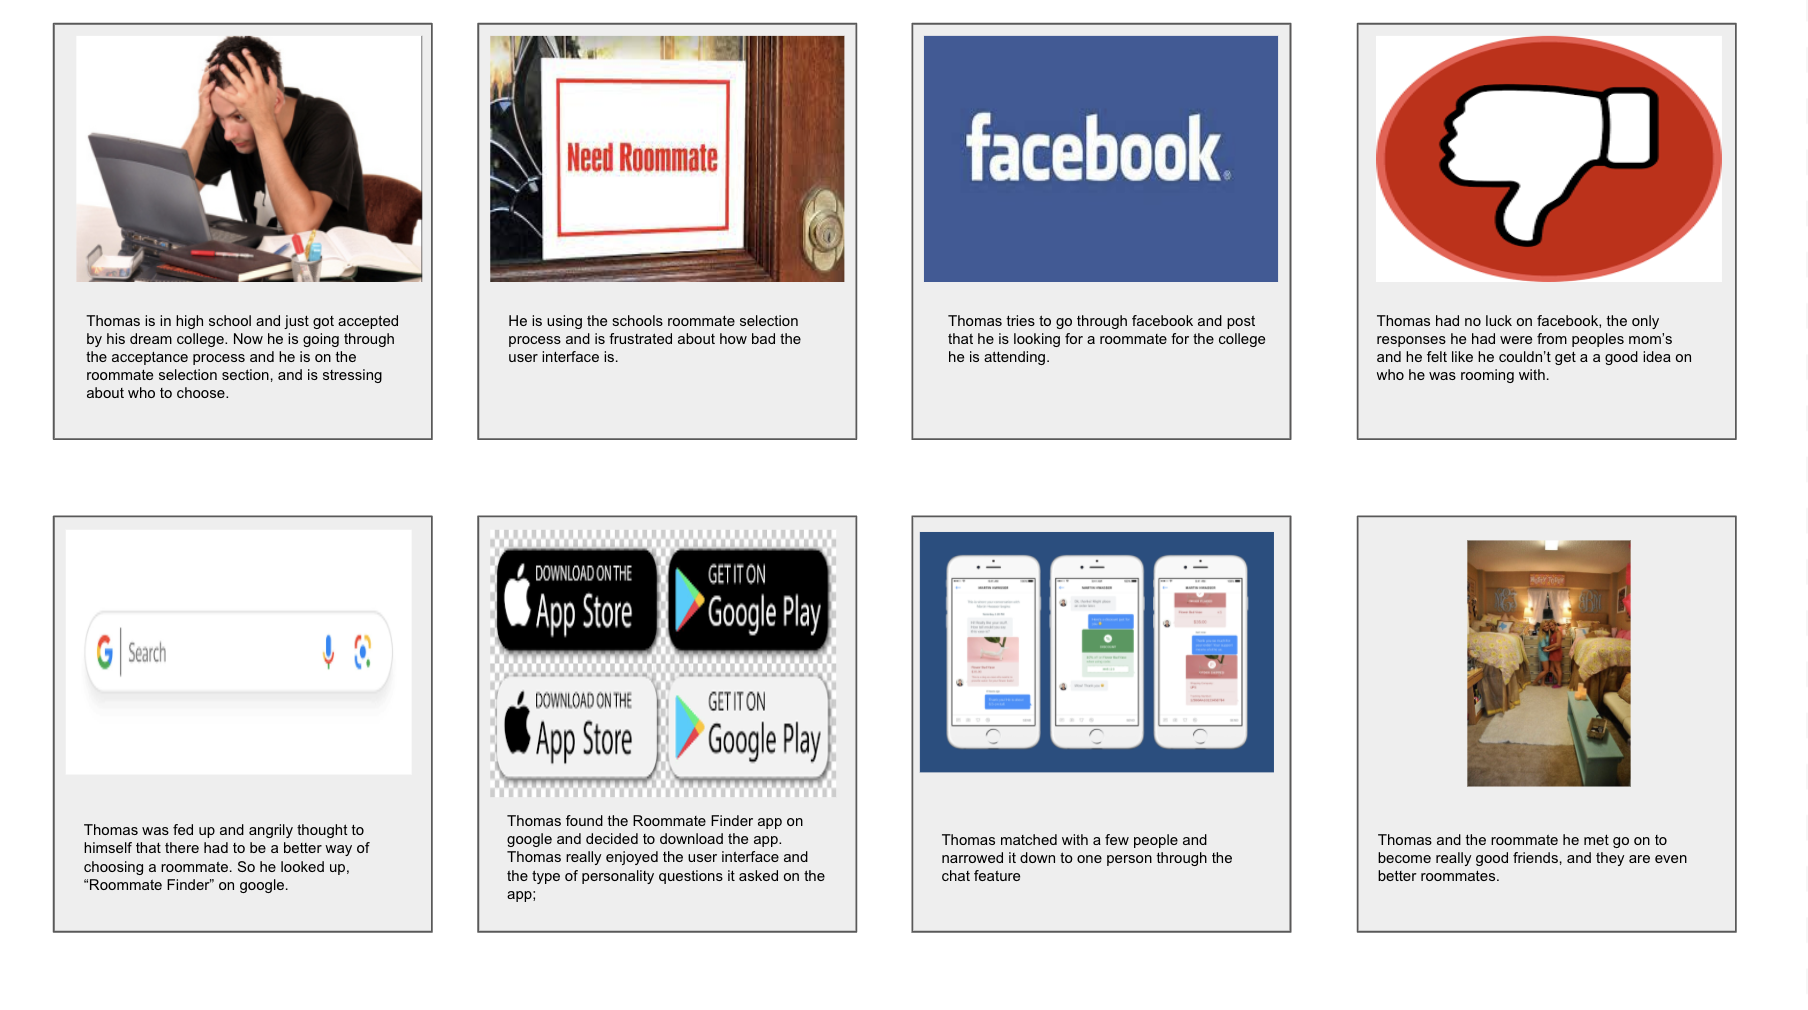 Need Roommate
facebook®
Thomas is in high school and just got accepted
by his dream college. Now he is going through
the acceptance process and he is on the
roommate selection section, and is stressing
about who to choose.
He is using the schools roommate selection
process and is frustrated about how bad the
user interface is.
Thomas tries to go through facebook and post
that he is looking for a roommate for the college
he is attending.
Thomas had no luck on facebook, the only
responses he had were from peoples mom’s
and he felt like he couldn’t get a a good idea on
who he was rooming with.
G Search
DOWNLOAD ON THE
App Store
GET IT ON
Google Play
DOWNLOAD ON THE
App Store
GET IT ON
Google Play
Thomas was fed up and angrily thought to
himself that there had to be a better way of
choosing a roommate. So he looked up,
“Roommate Finder” on google.
Thomas found the Roommate Finder app on
google and decided to download the app.
Thomas really enjoyed the user interface and
the type of personality questions it asked on the
app;
Thomas matched with a few people and
narrowed it down to one person through the
chat feature
Thomas and the roommate he met go on to
become really good friends, and they are even
better roommates.